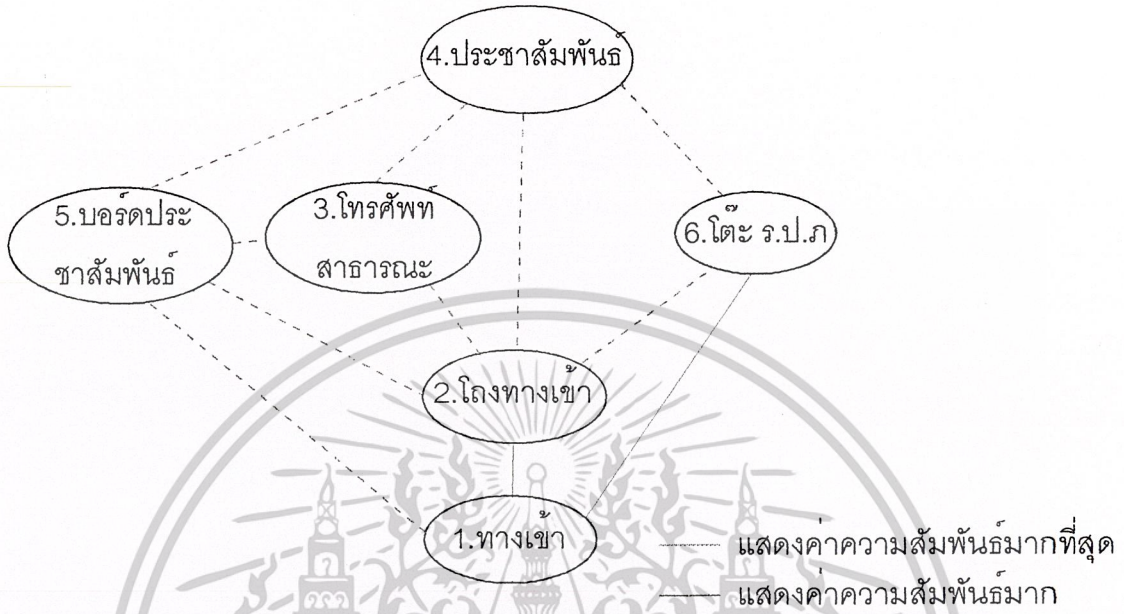 4.ประชาสัมพันธ์
5.บอร์ดประ
ชาสัมพันธ์
3.โทรศัพท์
สาธารณะ
6.โต๊ะ ร.ป.ภ
2.โถงทางเข้า
1.ทางเข้า
แสดงค่าความสัมพันธ์มากที่สุด
แสดงค่าความสัมพันธ์มาก